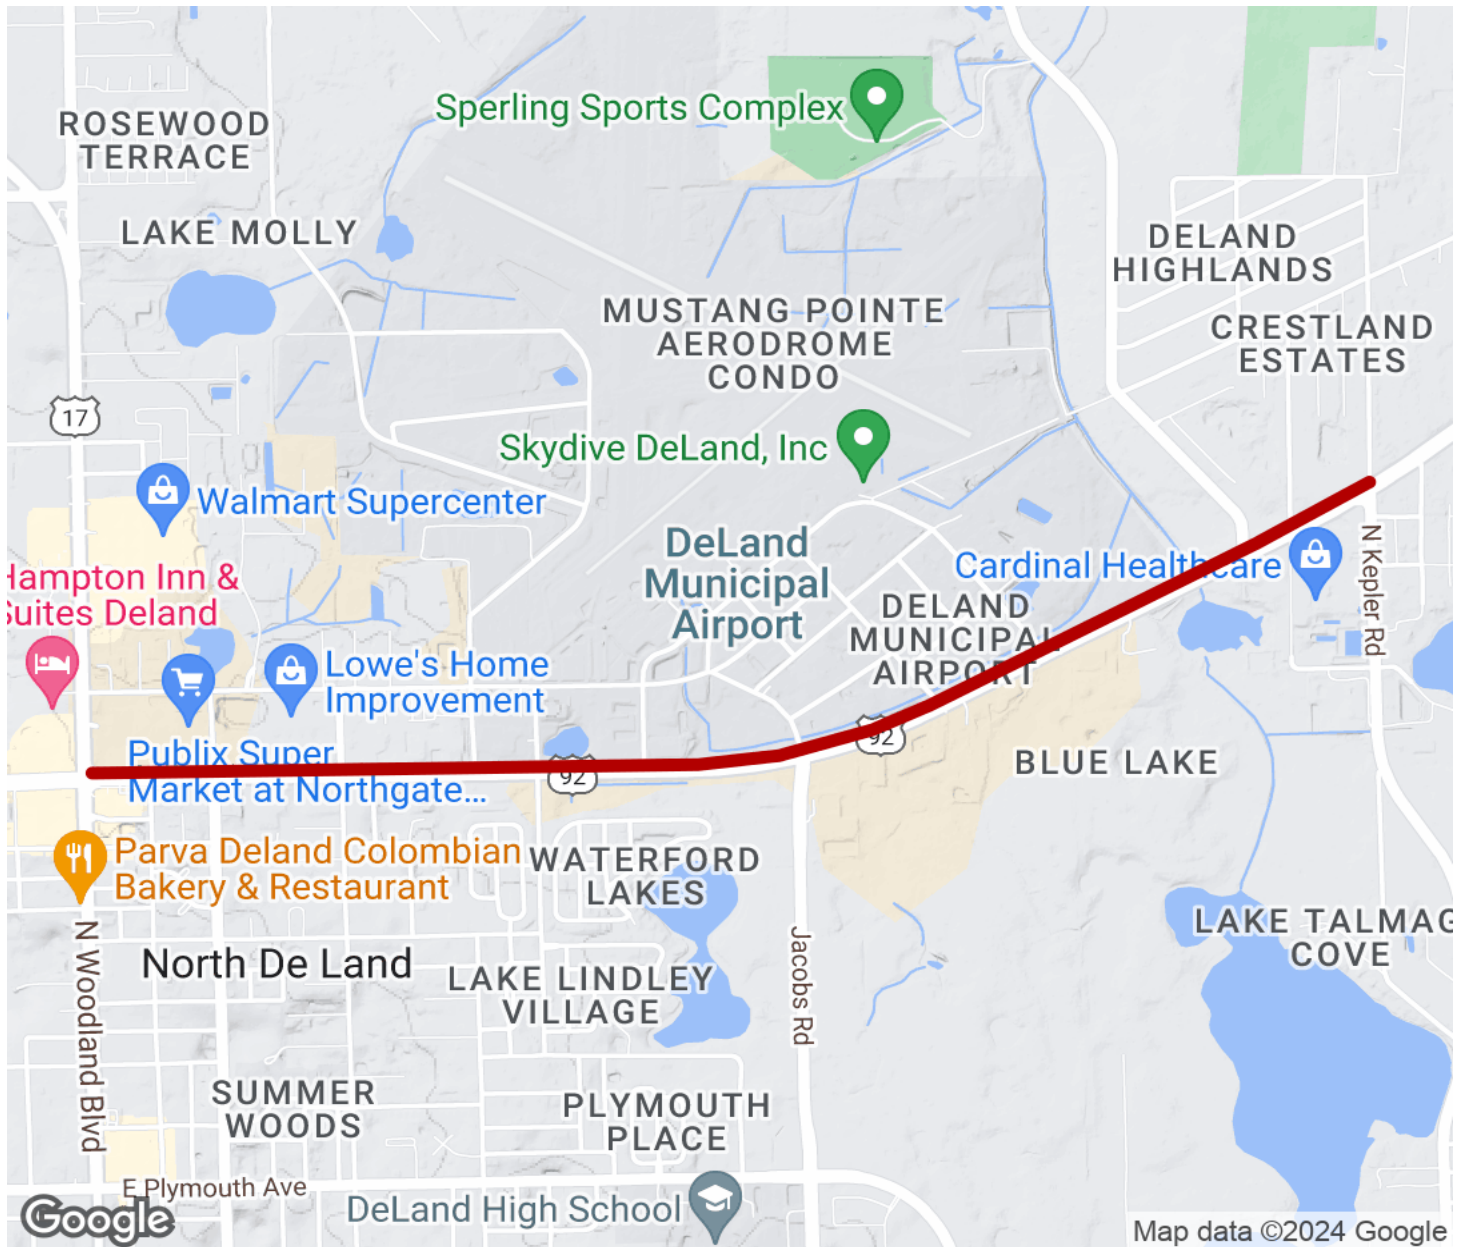 Sperling Sports Complex
ROSEWOOD
TERRACE
LAKE MOLLY
DELAND
HIGHLANDS
MUSTANG POINTE
AERODROME
CONDO
CRESTLAND
ESTATES
17
Skydive DeLand, Inc
Walmart Supercenter
DeLand
Municipal
Airport
N Kepler Rd
Cardinal Healthcare
Hampton Inn &
Suites Deland
DELAND
MUNICIPAL
AIRPORT
Lowe's Home
Improvement
92
Publix Super
Market at Northgate...
92
BLUE LAKE
Parva Deland Colombian
Bakery & Restaurant
WATERFORD
LAKES
N Woodland Blvd
North De Land
LAKE LINDLEY
VILLAGE
Jacobs Rd
LAKE TALMAG
COVE
SUMMER
WOODS
PLYMOUTH
PLACE
E Plymouth Ave
DeLand High School
Google
Map data ©2024 Google